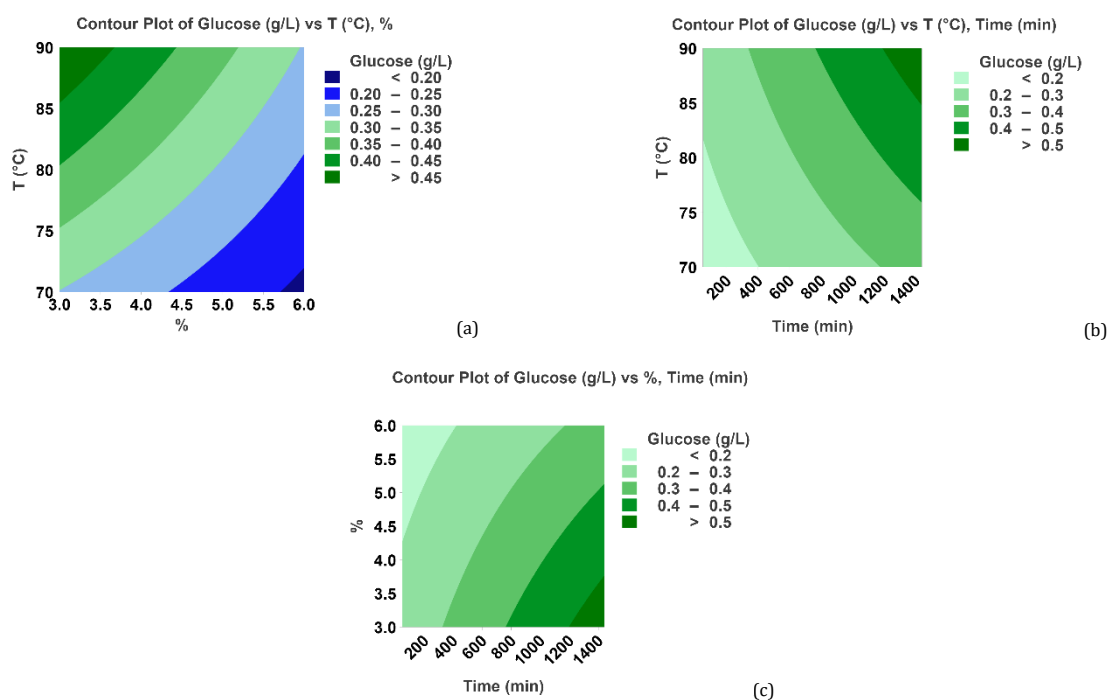 Contour Plot of Glucose (g/L) vs T (°C), %
90
85
80
75
70
T (°C)
3.0 3.5 4.0 4.5 5.0 5.5 6.0
%
Glucose (g/L)
< 0.20
0.20 – 0.25
0.25 – 0.30
0.30 – 0.35
0.35 – 0.40
0.40 – 0.45
> 0.45
(a)
Contour Plot of Glucose (g/L) vs T (°C), Time (min)
90
85
80
75
70
T (°C)
200 400 600 800 1000 1200 1400
Time (min)
Glucose (g/L)
< 0.2
0.2 – 0.3
0.3 – 0.4
0.4 – 0.5
> 0.5
(b)
Contour Plot of Glucose (g/L) vs %, Time (min)
6.0
5.5
5.0
4.5
4.0
3.5
3.0
%
200 400 600 800 1000 1200 1400
Time (min)
Glucose (g/L)
< 0.2
0.2 – 0.3
0.3 – 0.4
0.4 – 0.5
> 0.5
(c)